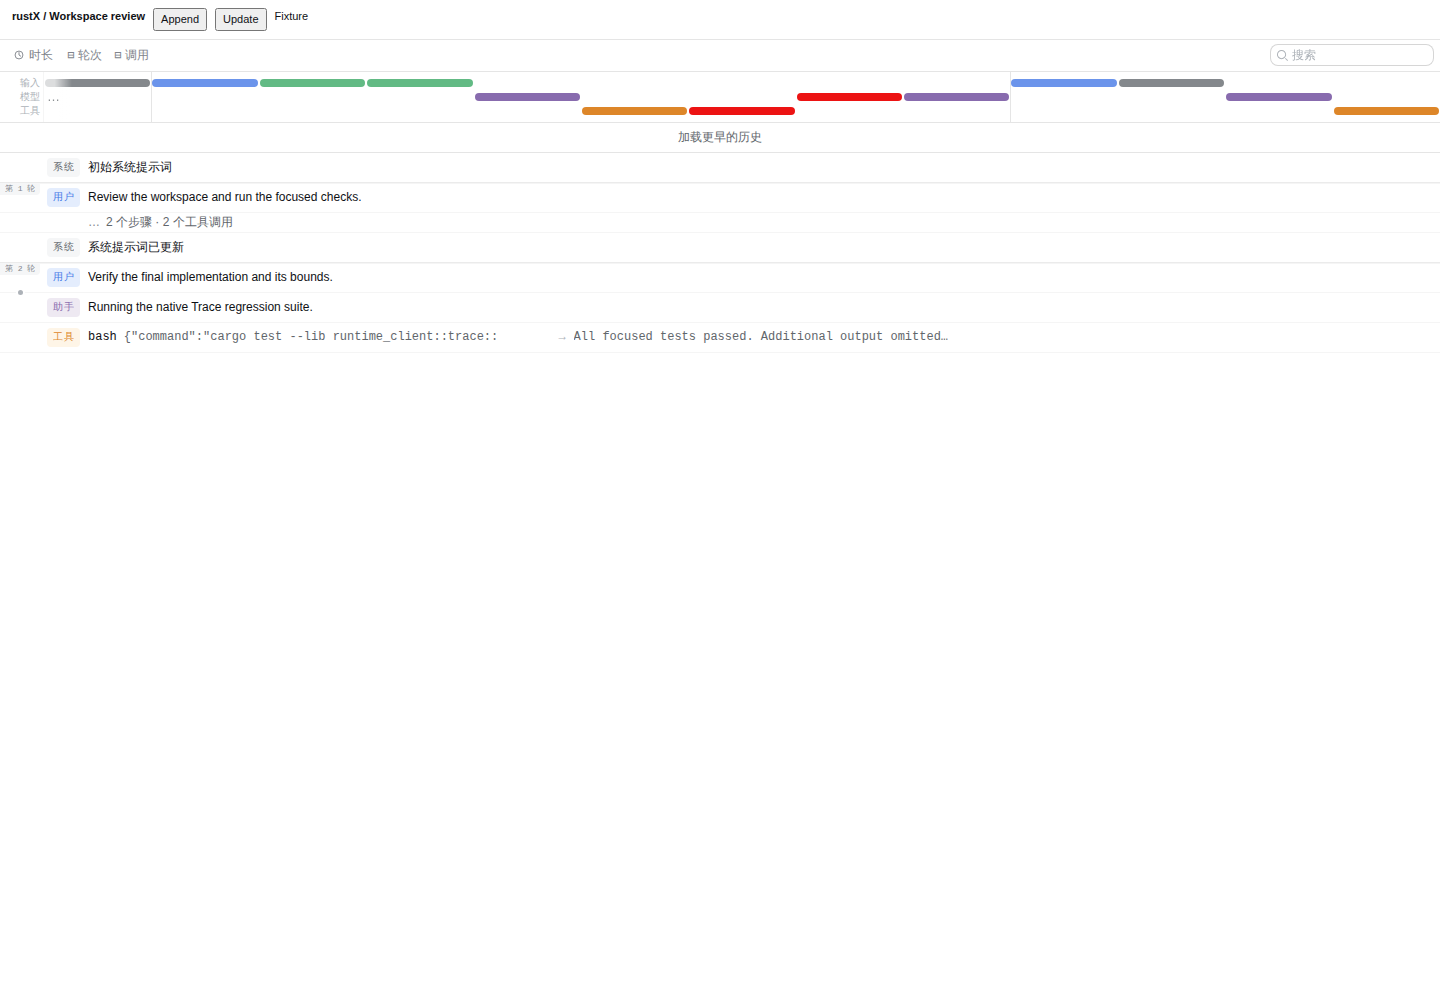 rustX / Workspace review Append Update Fixture
时长 轮次 调用 搜索
输入
模型 …
工具
加载更早的历史
系统 初始系统提示词
第 1 轮
用户 Review the workspace and run the focused checks.
… 2 个步骤 · 2 个工具调用
系统 系统提示词已更新
第 2 轮
用户 Verify the final implementation and its bounds.
助手 Running the native Trace regression suite.
工具 bash {"command":"cargo test --lib runtime_client::trace:: → All focused tests passed. Additional output omitted…